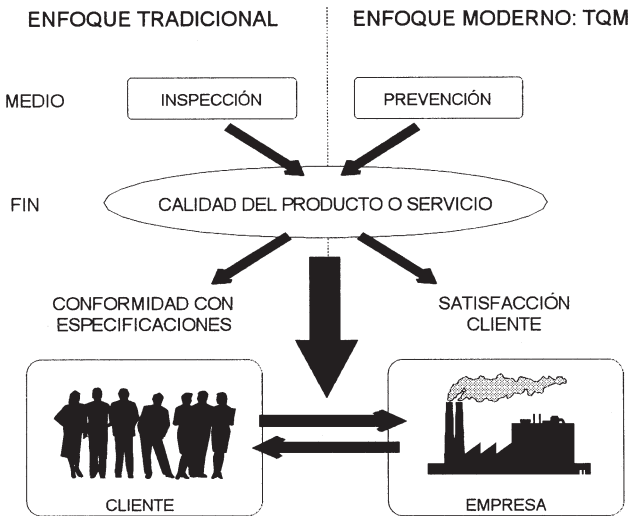 ENFOQUE TRADICIONAL
ENFOQUE MODERNO: TQM
MEDIO
INSPECCIÓN
PREVENCIÓN
FIN
CALIDAD DEL PRODUCTO O SERVICIO
CONFORMIDAD CON
ESPECIFICACIONES
SATISFACCIÓN
CLIENTE
CLIENTE
EMPRESA